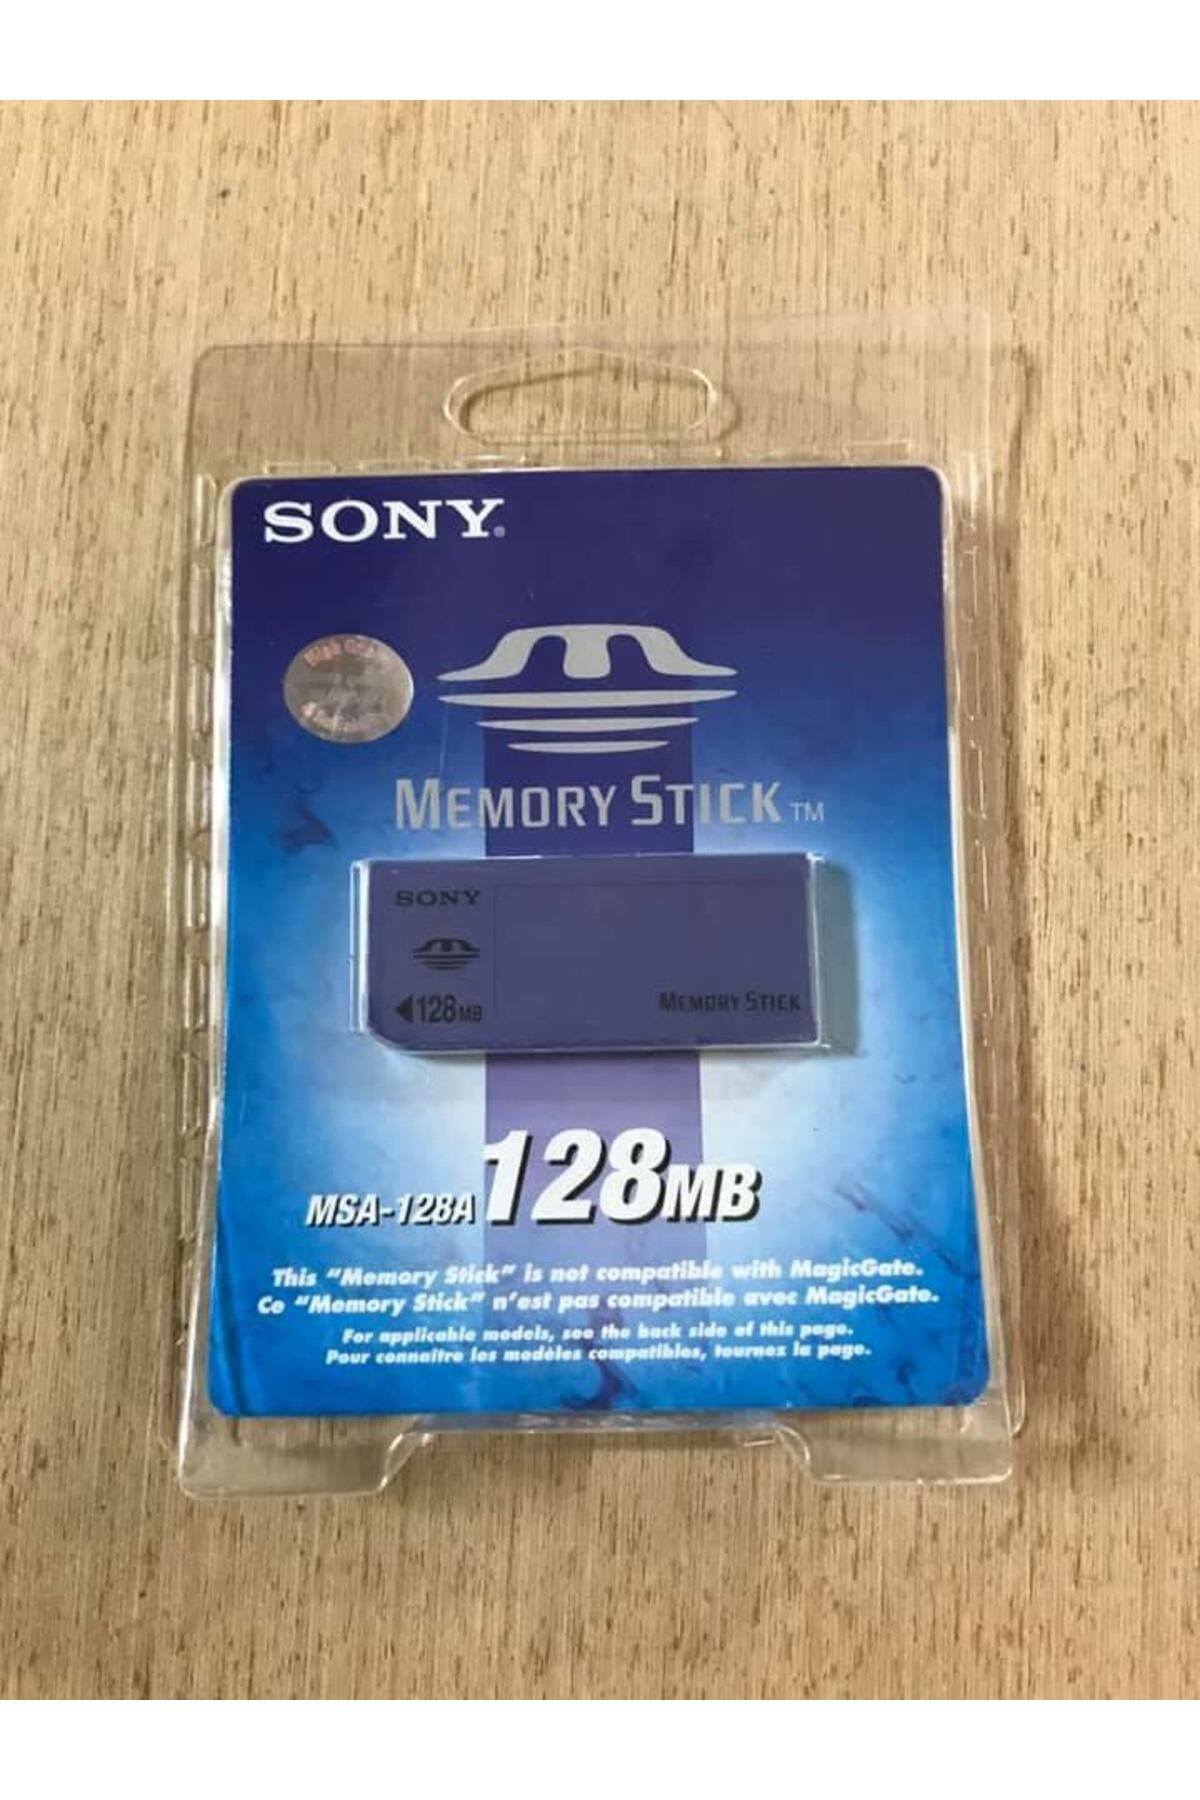 SONY®
High
MEMORY STICK™
SONY
128MB
MEMORY STICK
MSA-128A 128MB
This "Memory Stick" is not compatible with MagicGate.
Ce "Memory Stick" n'est pas compatible avec MagicGate.
For applicable models, see the back side of this page.
Pour connaître les modèles compatibles, tournez la page.